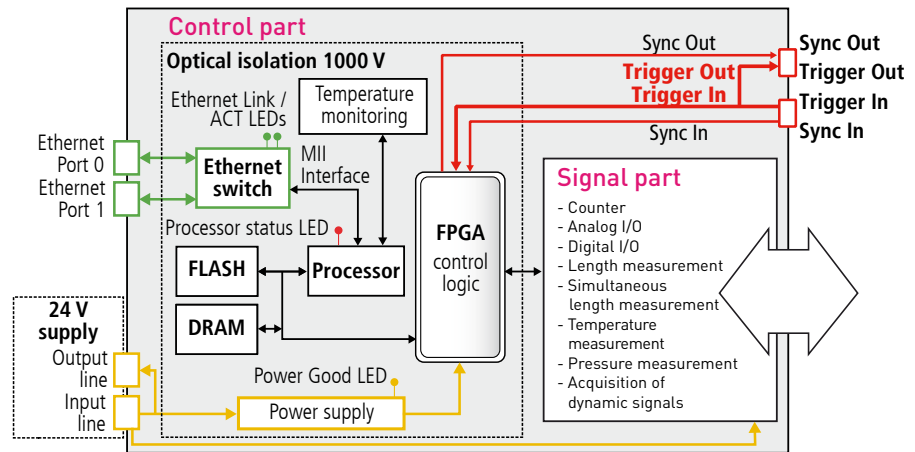 Control part
Optical isolation 1000 V
Ethernet Link /
ACT LEDs
Temperature
monitoring
Sync Out
Trigger Out
Trigger In
Sync In
Sync Out
Trigger Out
Trigger In
Sync In
Ethernet
Port 0
Ethernet
Port 1
Ethernet
switch
MII
Interface
Processor status LED
FLASH
Processor
DRAM
FPGA
control
logic
Signal part
- Counter
- Analog I/O
- Digital I/O
- Length measurement
- Simultaneous
length measurement
- Temperature
measurement
- Pressure measurement
- Acquisition of
dynamic signals
24 V
supply
Output
line
Input
line
Power Good LED
Power supply